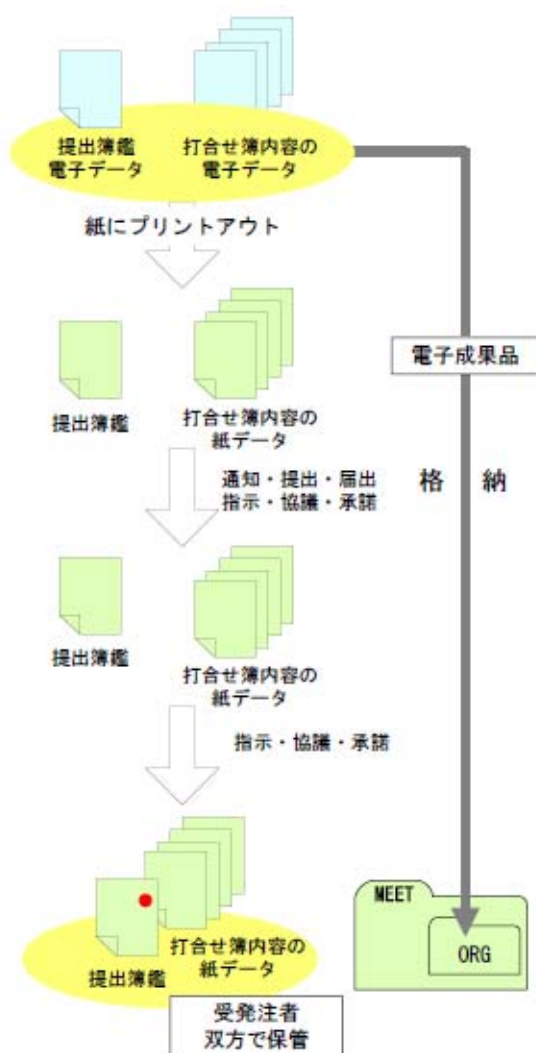 提出簿鑑
電子データ
打合せ簿内容の
電子データ
紙にプリントアウト
電子成果品
提出簿鑑
打合せ簿内容の
紙データ
通知・提出・届出
指示・協議・承諾
格 納
提出簿鑑
打合せ簿内容の
紙データ
指示・協議・承諾
MEET
ORG
打合せ簿内容の
紙データ
提出簿鑑
受発注者
双方で保管